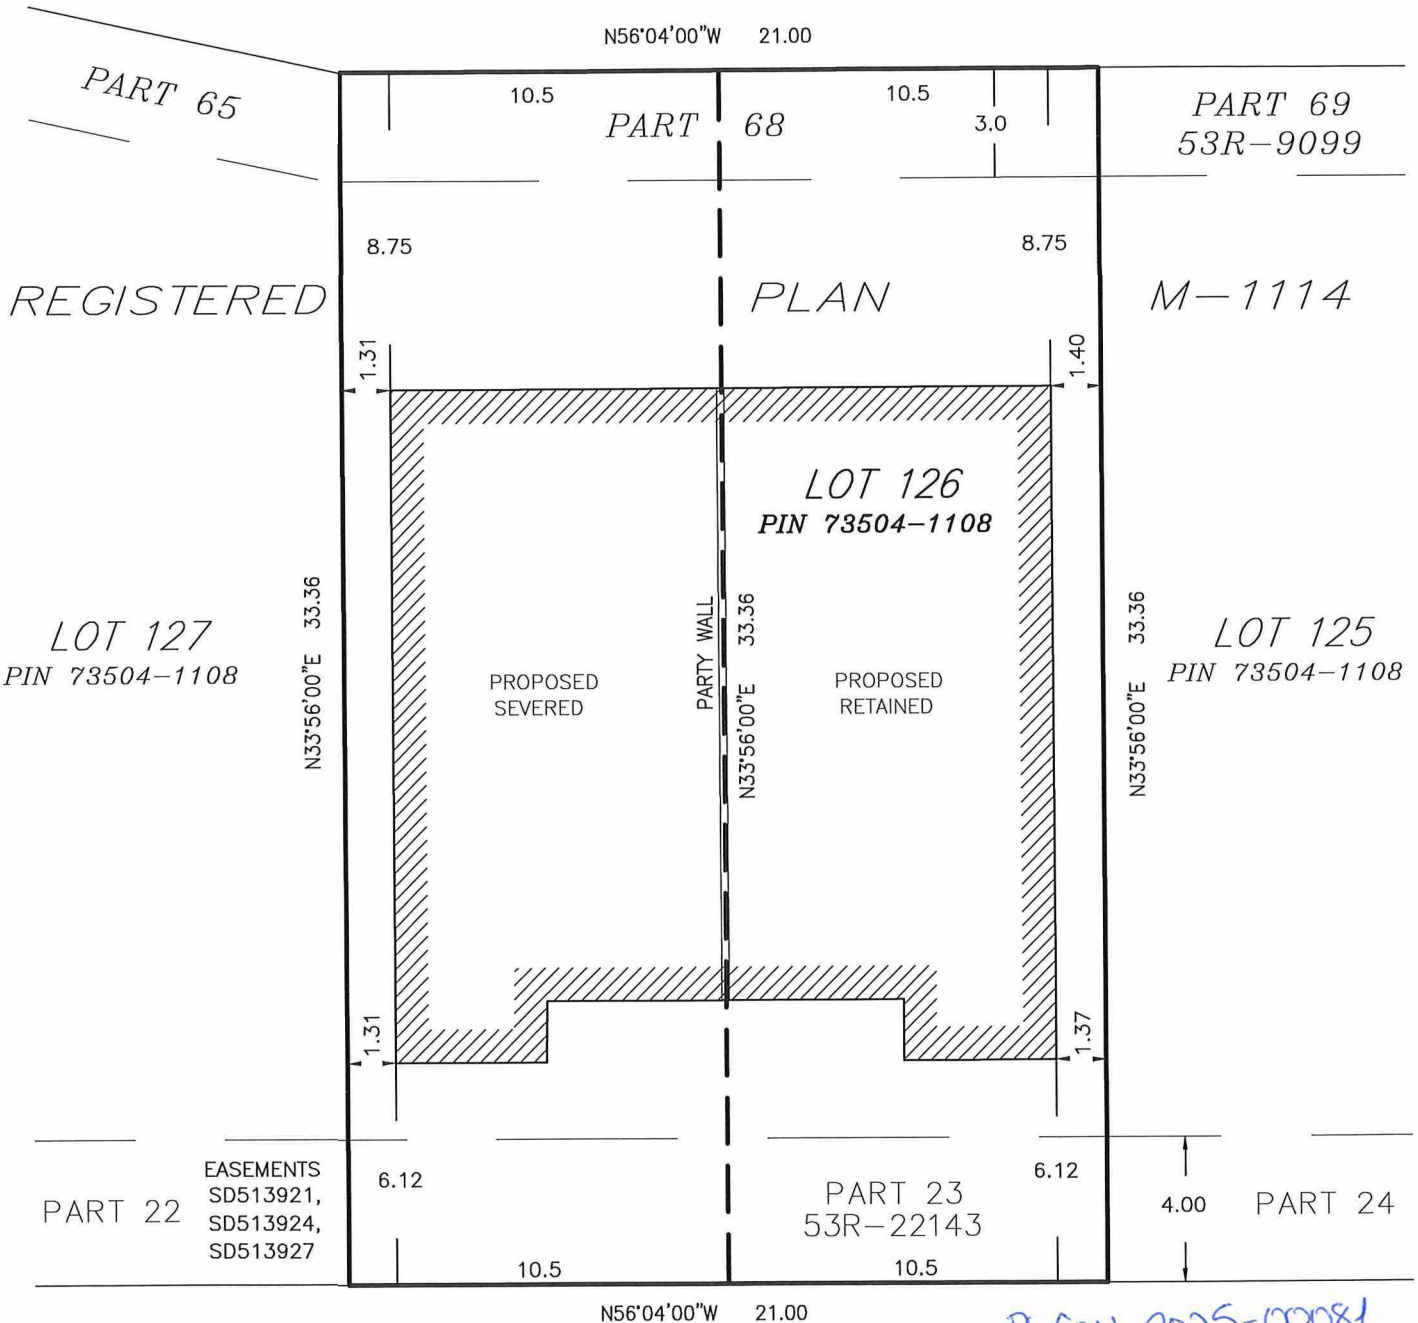 N56°04'00"W 21.00
PART 65
10.5
10.5
PART 68
3.0
PART 69
53R-9099
8.75
8.75
REGISTERED PLAN M-1114
1.31
1.40
LOT 126
PIN 73504-1108
LOT 127
PIN 73504-1108
N33°56'00"E 33.36
PROPOSED
SEVERED
PARTY WALL
N33°56'00"E 33.36
PROPOSED
RETAINED
N33°56'00"E 33.36
LOT 125
PIN 73504-1108
1.31
1.37
EASEMENTS
SD513921,
SD513924,
SD513927
PART 22
6.12
PART 23
53R-22143
6.12
4.00
PART 24
10.5
10.5
N56°04'00"W 21.00
2025-00081